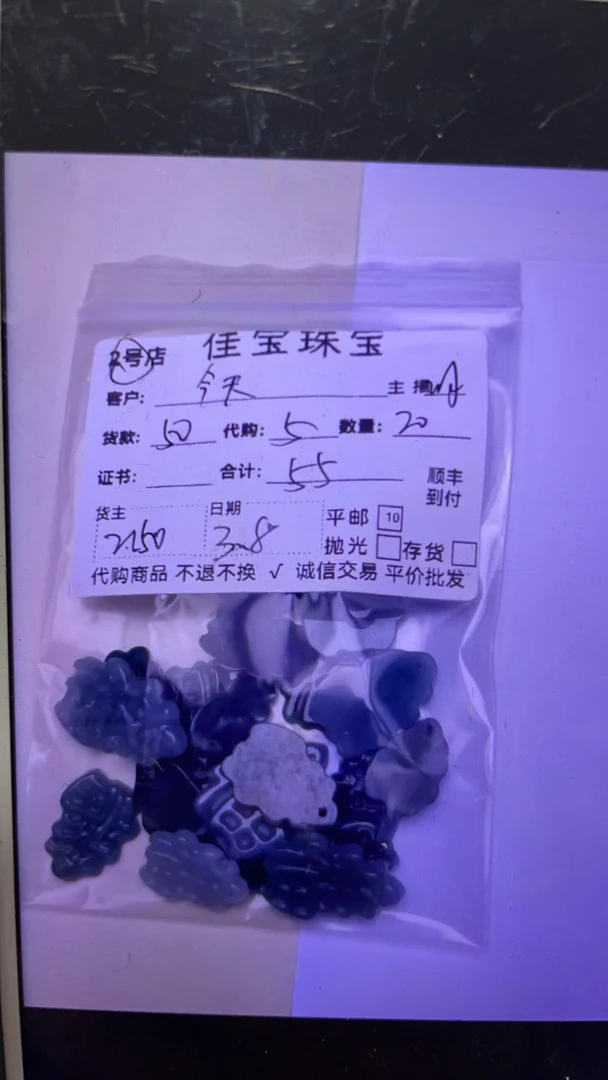 2号店 佳宝珠宝
客户: 今天 主播
货款: 50 代购: 5 数量: 20
证书: 合计: 55 顺丰
到付
货主 日期 平邮 10
2150 3.8 抛光 存货
代购商品 不退不换 √ 诚信交易 平价批发